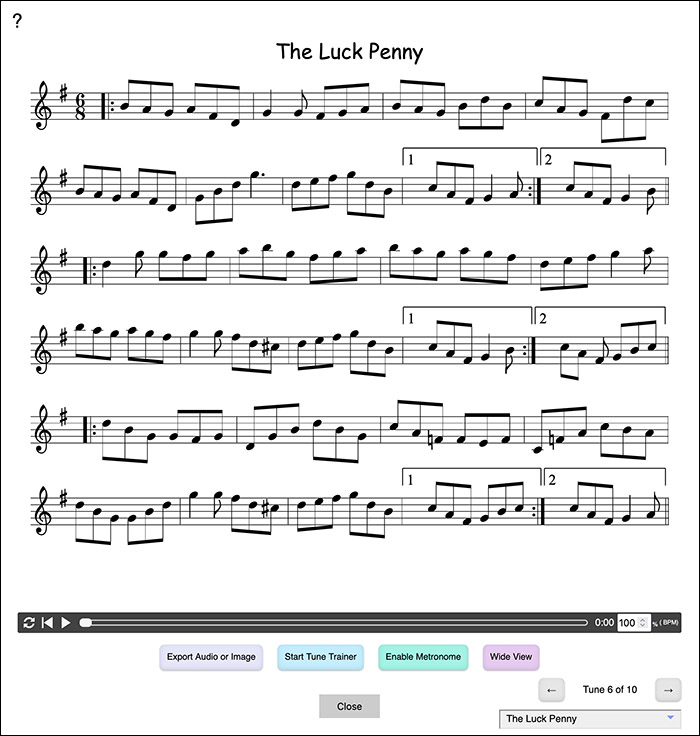 ?
The Luck Penny
6
8
1 2
1 2
1 2
0:00 100 % ( BPM)
Export Audio or Image Start Tune Trainer Enable Metronome Wide View
← Tune 6 of 10 →
Close
The Luck Penny